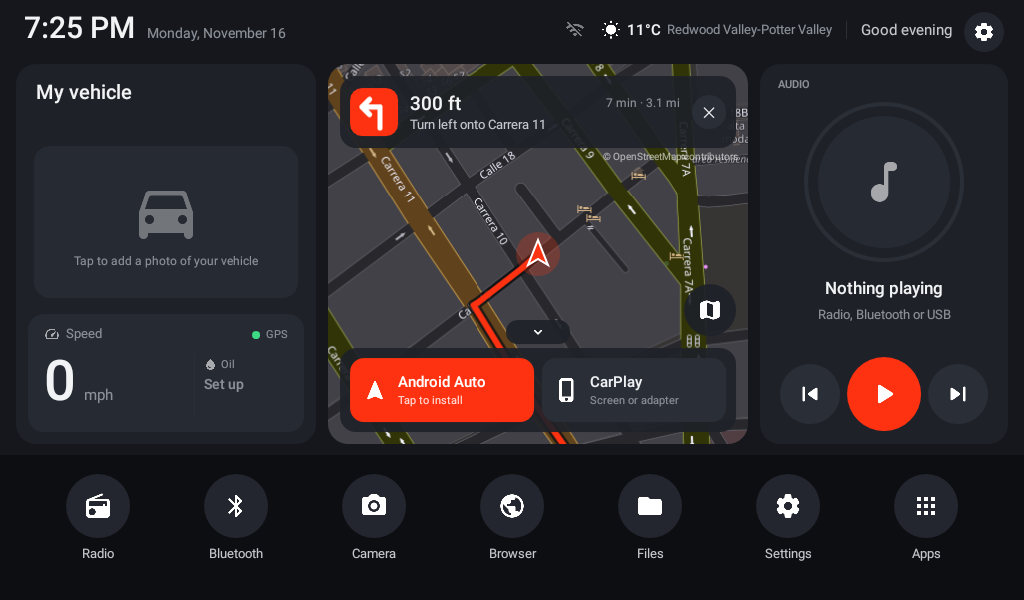 7:25 PM
Monday, November 16
11°C
Redwood Valley-Potter Valley
Good evening
My vehicle
Tap to add a photo of your vehicle
Speed
GPS
0 mph
Oil
Set up
300 ft
Turn left onto Carrera 11
7 min · 3.1 mi
© OpenStreetMap contributors
Carrera 11
Calle 18
Carrera 10
Carrera 9
Carrera 7A
Carrera 7A
Android Auto
Tap to install
CarPlay
Screen or adapter
AUDIO
Nothing playing
Radio, Bluetooth or USB
Radio
Bluetooth
Camera
Browser
Files
Settings
Apps